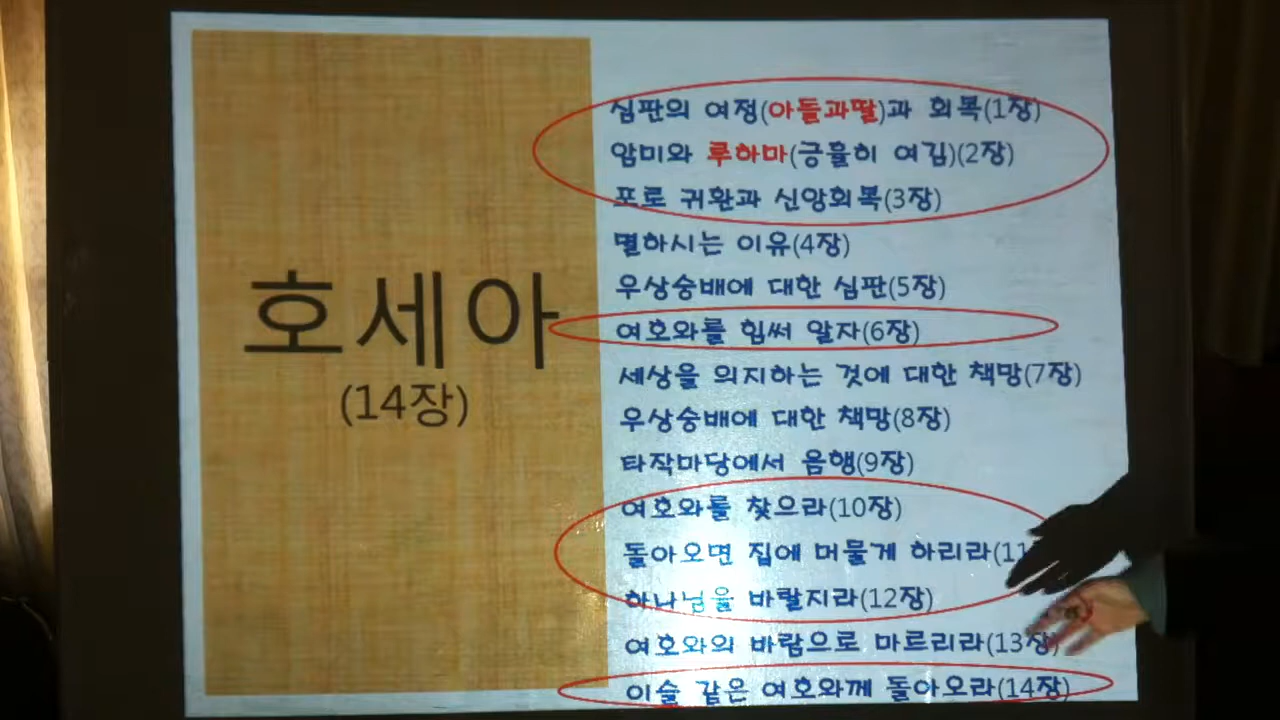 호세아
(14장)
심판의 여정(아들과딸)과 회복(1장)
암미와 루하마(긍휼히 여김)(2장)
포로 귀환과 신앙회복(3장)
멸하시는 이유(4장)
우상숭배에 대한 심판(5장)
여호와를 힘써 알자(6장)
세상을 의지하는 것에 대한 책망(7장)
우상숭배에 대한 책망(8장)
타작마당에서 음행(9장)
여호와를 찾으라(10장)
돌아오면 집에 머물게 하리라(11
하나님을 바랄지라(12장)
여호와의 바람으로 마르리라(13장)
이슬 같은 여호와께 돌아오라(14장)